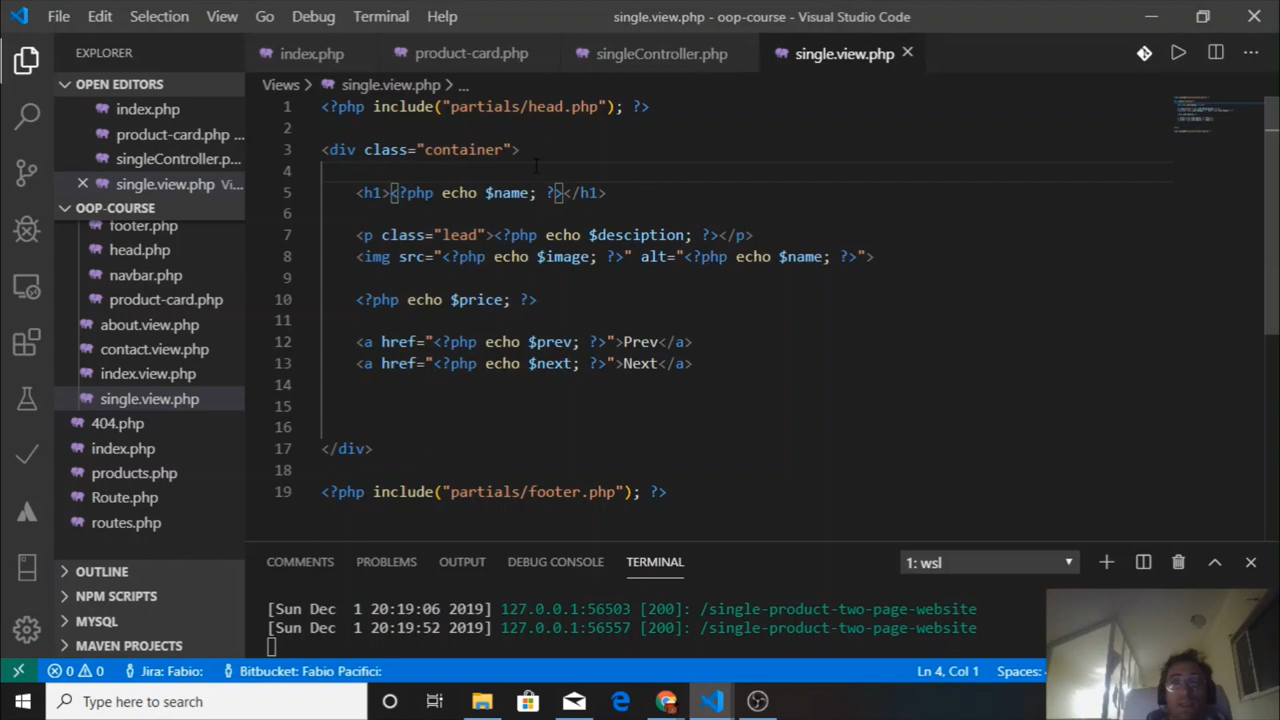 File Edit Selection View Go Debug Terminal Help single.view.php - oop-course - Visual Studio Code
EXPLORER
OPEN EDITORS
index.php
product-card.php ...
singleController.p...
single.view.php Vi...
OOP-COURSE
footer.php
head.php
navbar.php
product-card.php
about.view.php
contact.view.php
index.view.php
single.view.php
404.php
index.php
products.php
Route.php
routes.php
OUTLINE
NPM SCRIPTS
MYSQL
MAVEN PROJECTS
index.php product-card.php singleController.php single.view.php
Views > single.view.php > ...
1 <?php include("partials/head.php"); ?>
2
3 <div class="container">
4
5 <h1><?php echo $name; ?></h1>
6
7 <p class="lead"><?php echo $desciption; ?></p>
8 <img src="<?php echo $image; ?>" alt="<?php echo $name; ?>">
9
10 <?php echo $price; ?>
11
12 <a href="<?php echo $prev; ?>">Prev</a>
13 <a href="<?php echo $next; ?>">Next</a>
14
15
16
17 </div>
18
19 <?php include("partials/footer.php"); ?>
COMMENTS PROBLEMS OUTPUT DEBUG CONSOLE TERMINAL 1: wsl
[Sun Dec 1 20:19:06 2019] 127.0.0.1:56503 [200]: /single-product-two-page-website
[Sun Dec 1 20:19:52 2019] 127.0.0.1:56557 [200]: /single-product-two-page-website
0 0 Jira: Fabio: Bitbucket: Fabio Pacifici: Ln 4, Col 1 Spaces:
Type here to search